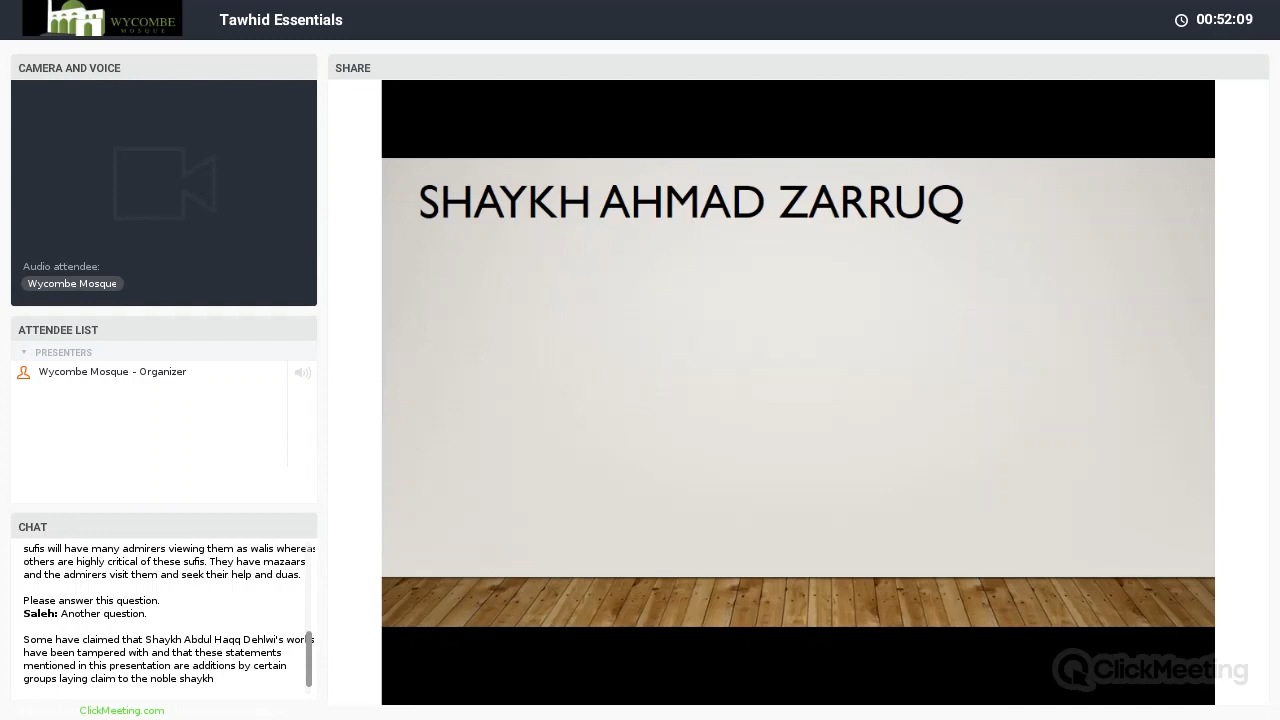 WYCOMBE
MOSQUE
Tawhid Essentials
00:52:09
CAMERA AND VOICE
Audio attendee:
Wycombe Mosque
ATTENDEE LIST
PRESENTERS
Wycombe Mosque - Organizer
CHAT
sufis will have many admirers viewing them as walis whereas
others are highly critical of these sufis. They have mazaars
and the admirers visit them and seek their help and duas.
Please answer this question.
Saleh: Another question.
Some have claimed that Shaykh Abdul Haqq Dehlwi's works
have been tampered with and that these statements
mentioned in this presentation are additions by certain
groups laying claim to the noble shaykh
ClickMeeting.com
SHARE
SHAYKH AHMAD ZARRUQ
ClickMeeting